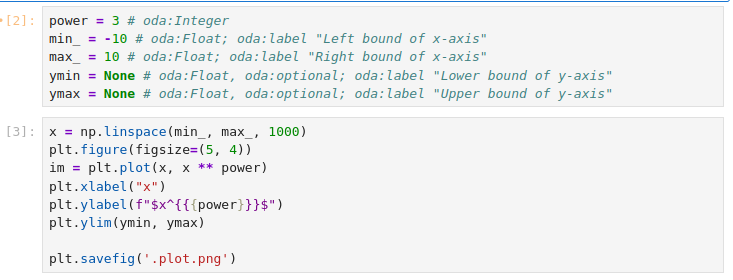 [2]: power = 3 # oda:Integer
min_ = -10 # oda:Float; oda:label "Left bound of x-axis"
max_ = 10 # oda:Float; oda:label "Right bound of x-axis"
ymin = None # oda:Float, oda:optional; oda:label "Lower bound of y-axis"
ymax = None # oda:Float, oda:optional; oda:label "Upper bound of y-axis"
[3]: x = np.linspace(min_, max_, 1000)
plt.figure(figsize=(5, 4))
im = plt.plot(x, x ** power)
plt.xlabel("x")
plt.ylabel(f"$x^{{{power}}}$")
plt.ylim(ymin, ymax)
plt.savefig('.plot.png')